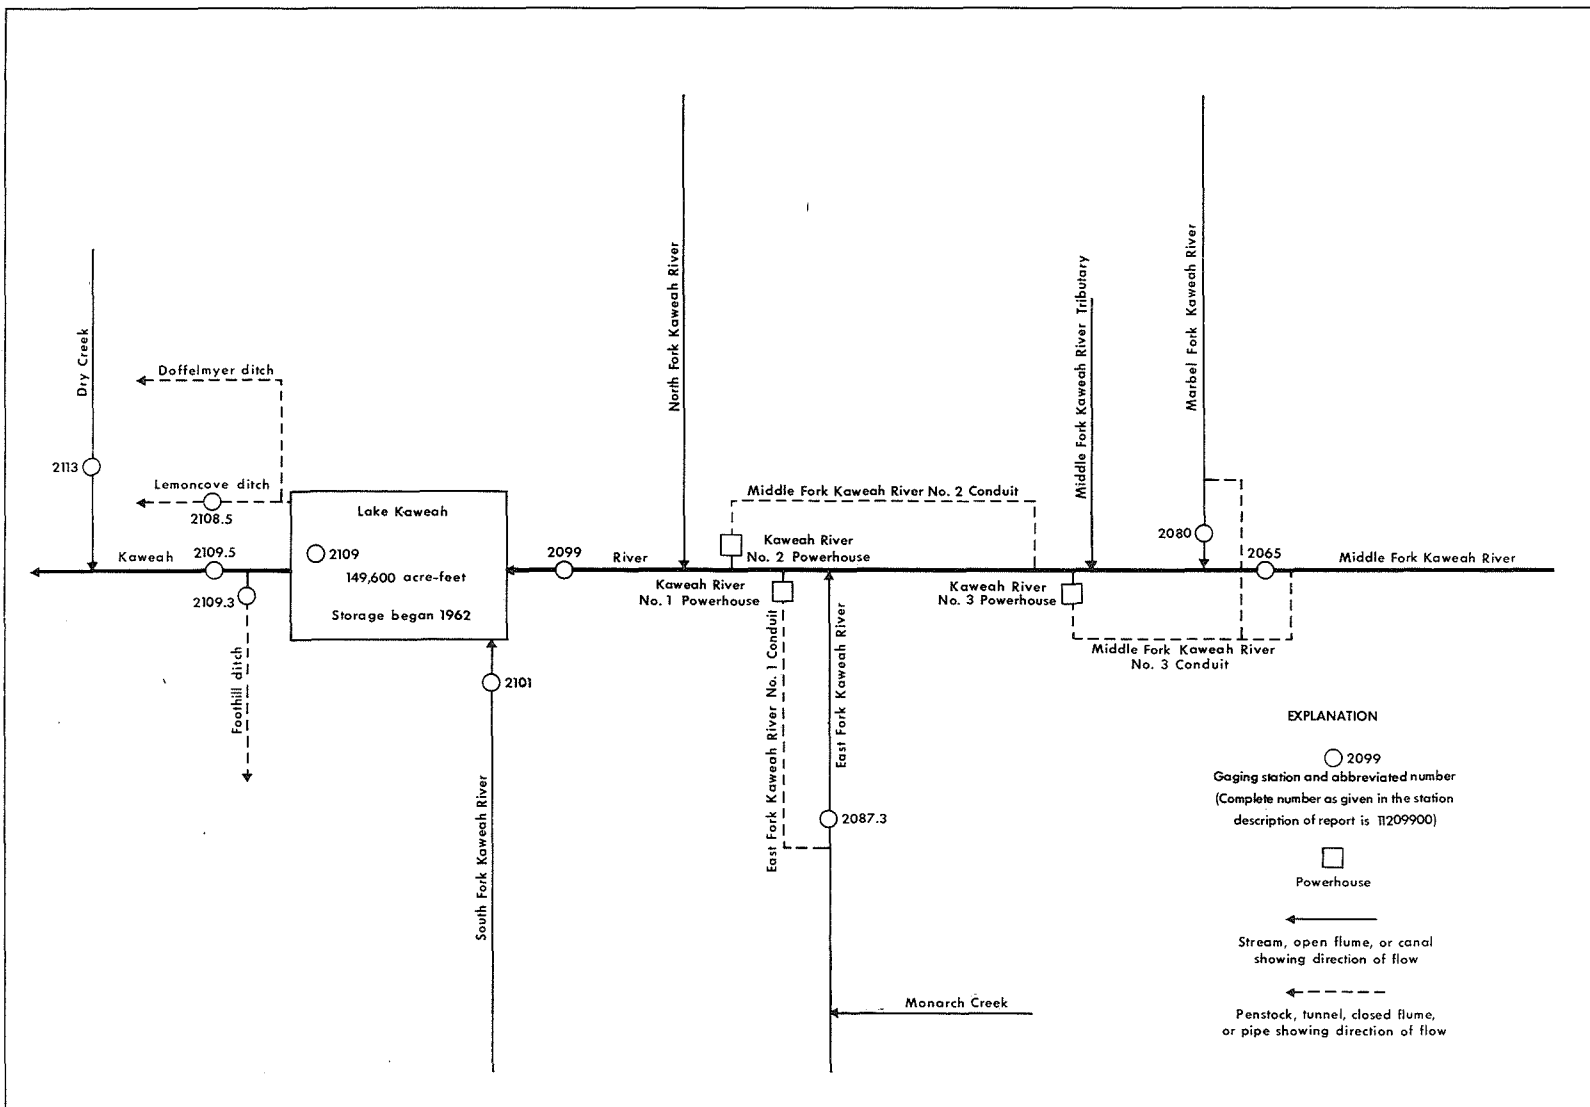 Dry Creek
Doffelmyer ditch
Lemoncove ditch
2113
2108.5
Kaweah
2109.5
2109.3
Foothill ditch
Lake Kaweah
2109
149,600 acre-feet
Storage began 1962
2101
South Fork Kaweah River
2099
River
North Fork Kaweah River
Middle Fork Kaweah River No. 2 Conduit
Kaweah River
No. 2 Powerhouse
Kaweah River
No. 1 Powerhouse
East Fork Kaweah River No. 1 Conduit
East Fork Kaweah River
2087.3
Monarch Creek
Kaweah River
No. 3 Powerhouse
Middle Fork Kaweah River Tributary
Marbel Fork Kaweah River
2080
2065
Middle Fork Kaweah River
Middle Fork Kaweah River
No. 3 Conduit
EXPLANATION
2099
Gaging station and abbreviated number
(Complete number as given in the station
description of report is 11209900)
Powerhouse
Stream, open flume, or canal
showing direction of flow
Penstock, tunnel, closed flume,
or pipe showing direction of flow